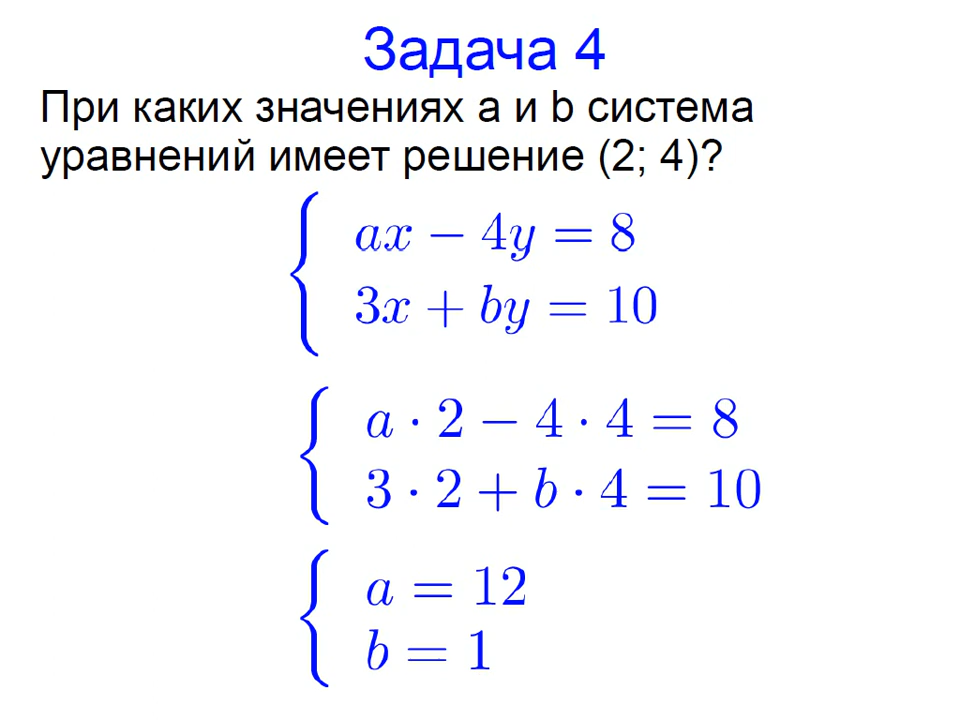 Задача 4
При каких значениях a и b система
уравнений имеет решение (2; 4)?
ax − 4y = 8
3x + by = 10
a · 2 − 4 · 4 = 8
3 · 2 + b · 4 = 10
a = 12
b = 1